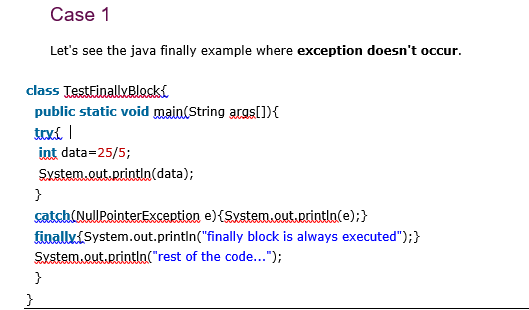 Case 1
Let's see the java finally example where exception doesn't occur.
class TestFinallyBlock{
public static void main(String args[]){
try{
int data=25/5;
System.out.println(data);
}
catch(NullPointerException e){System.out.println(e);}
finally{System.out.println("finally block is always executed");}
System.out.println("rest of the code...");
}
}